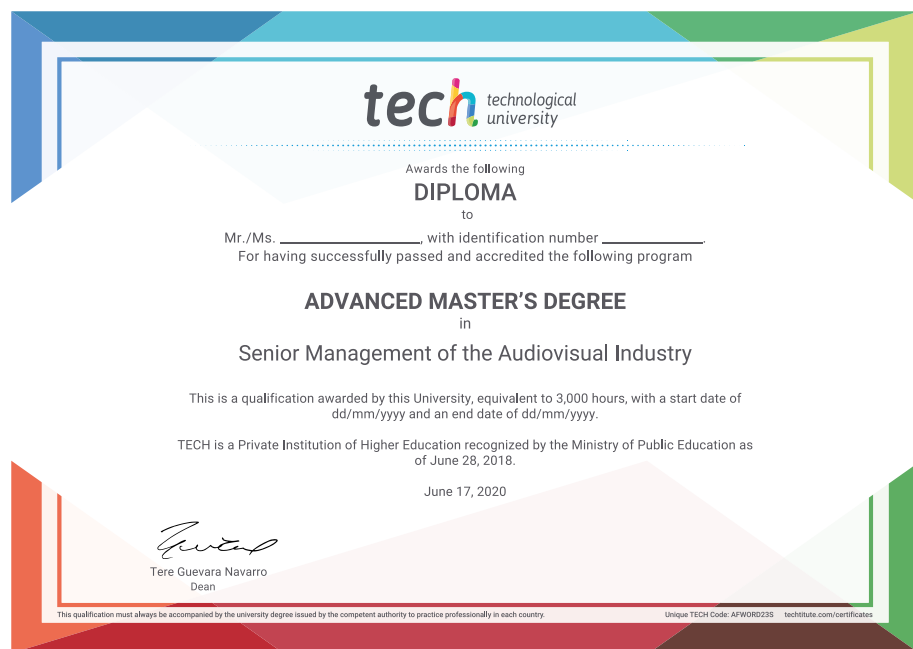 tech technological
university
Awards the following
DIPLOMA
to
Mr./Ms. ____________________, with identification number ______________.
For having successfully passed and accredited the following program
ADVANCED MASTER'S DEGREE
in
Senior Management of the Audiovisual Industry
This is a qualification awarded by this University, equivalent to 3,000 hours, with a start date of
dd/mm/yyyy and an end date of dd/mm/yyyy.
TECH is a Private Institution of Higher Education recognized by the Ministry of Public Education as
of June 28, 2018.
June 17, 2020
Tere Guevara Navarro
Dean
This qualification must always be accompanied by the university degree issued by the competent authority to practice professionally in each country.
Unique TECH Code: AFWORD23S techtitute.com/certificates